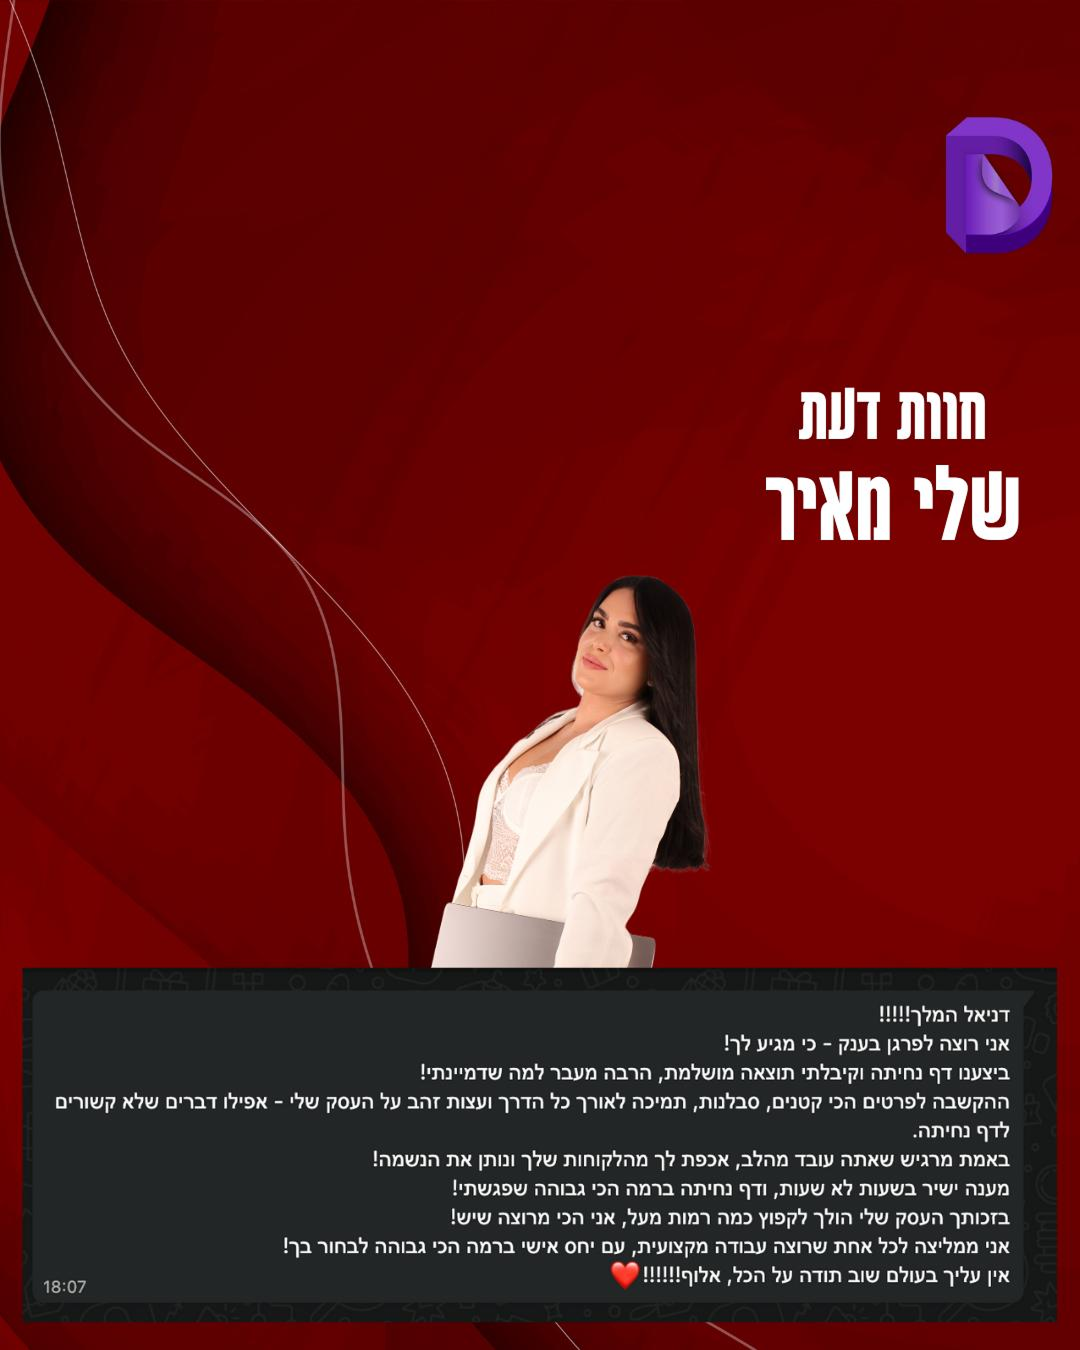 חוות דעת
שלי מאיר
דניאל המלך!!!!!
אני רוצה לפרגן בענק - כי מגיע לך!
ביצענו דף נחיתה וקיבלתי תוצאה מושלמת, הרבה מעבר למה שדמיינתי!
ההקשבה לפרטים הכי קטנים, סבלנות, תמיכה לאורך כל הדרך ועצות זהב על העסק שלי - אפילו דברים שלא קשורים
לדף נחיתה.
באמת מרגיש שאתה עובד מהלב, אכפת לך מהלקוחות שלך ונותן את הנשמה!
מענה ישיר בשעות לא שעות, ודף נחיתה ברמה הכי גבוהה שפגשתי!
בזכותך העסק שלי הולך לקפוץ כמה רמות מעל, אני הכי מרוצה שיש!
אני ממליצה לכל אחת שרוצה עבודה מקצועית, עם יחס אישי ברמה הכי גבוהה לבחור בך!
אין עליך בעולם שוב תודה על הכל, אלוף!!!!!!❤️
18:07